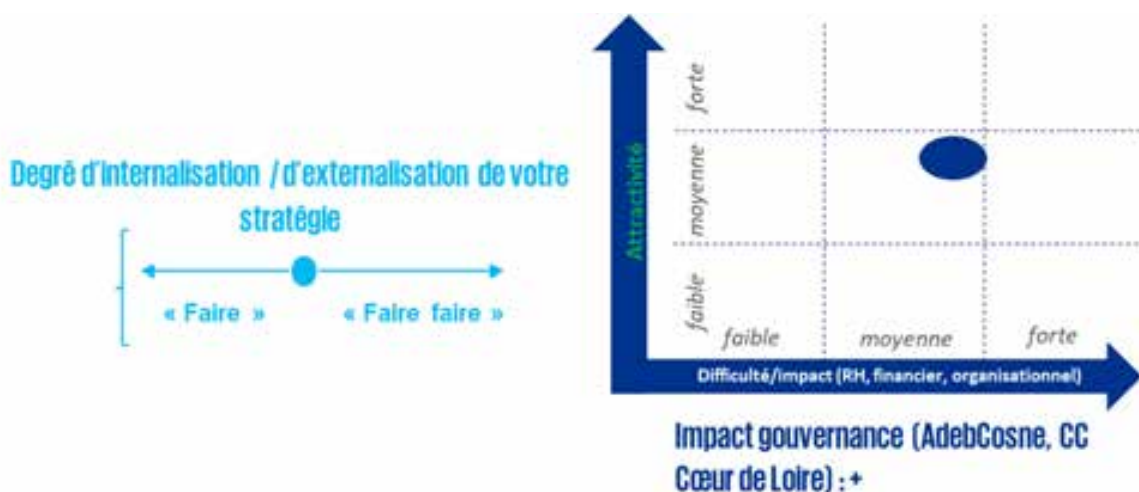 Degré d'internalisation / d'externalisation de votre
stratégie
« Faire »
« Faire faire »
Attractivité
forte
moyenne
faible
faible
moyenne
forte
Difficulté/Impact (RH, financier, organisationnel)
Impact gouvernance (AdebCosne, CC
Cœur de Loire) : +